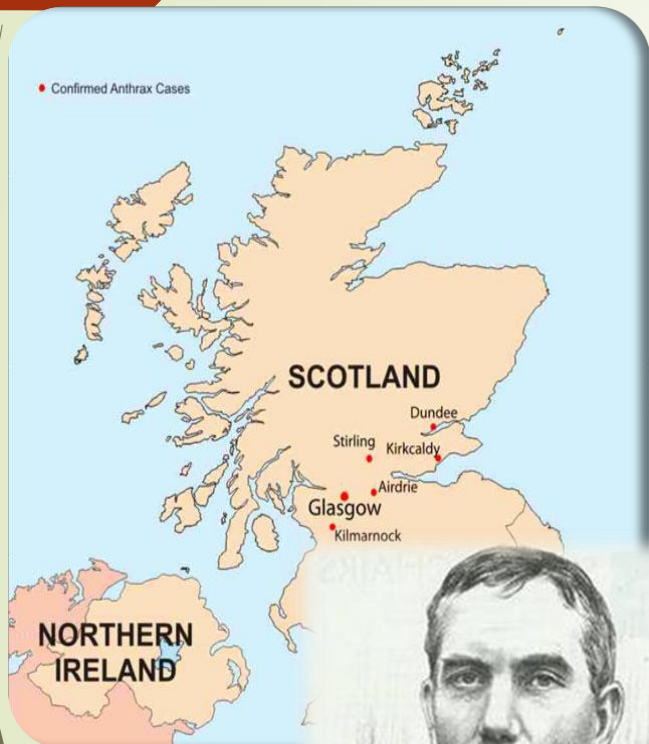 Confirmed Anthrax Cases
SCOTLAND
Dundee
Stirling
Kirkcaldy
Airdrie
Glasgow
Kilmarnock
NORTHERN
IRELAND